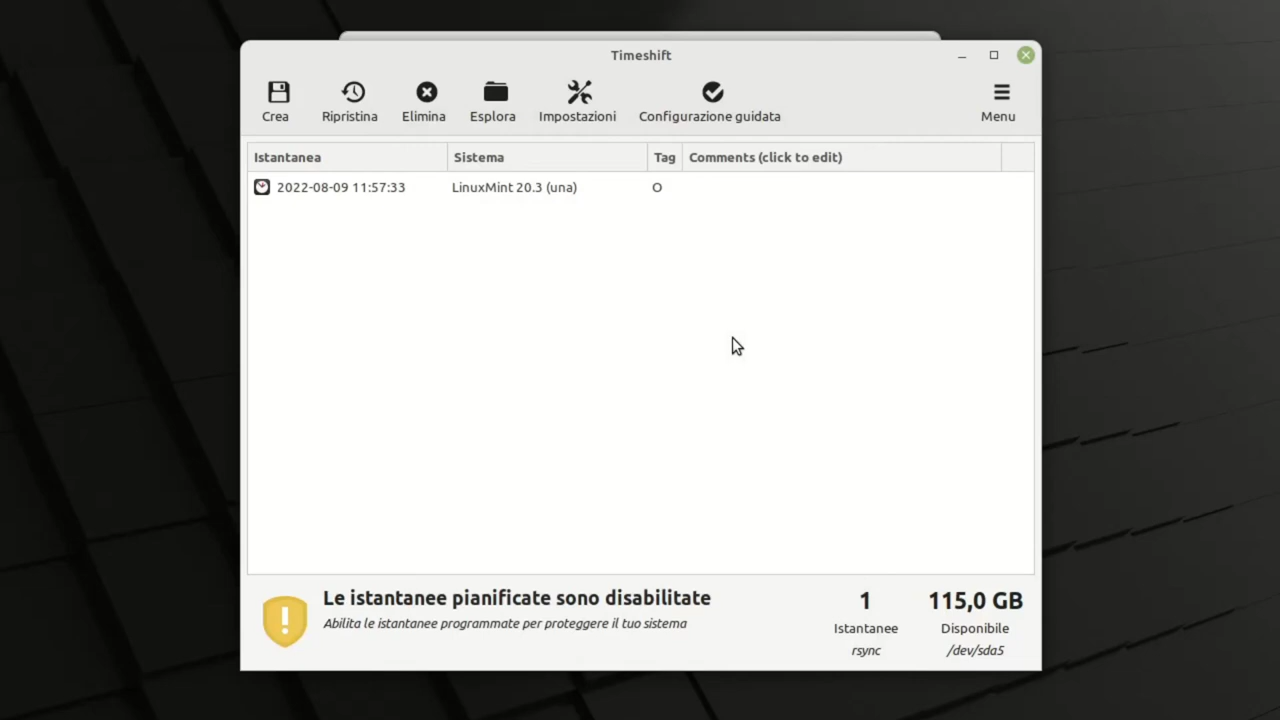 Timeshift
Crea Ripristina Elimina Esplora Impostazioni Configurazione guidata Menu
Istantanea Sistema Tag Comments (click to edit)
2022-08-09 11:57:33 LinuxMint 20.3 (una) O
Le istantanee pianificate sono disabilitate 1 115,0 GB
Abilita le istantanee programmate per proteggere il tuo sistema Istantanee Disponibile
rsync /dev/sda5